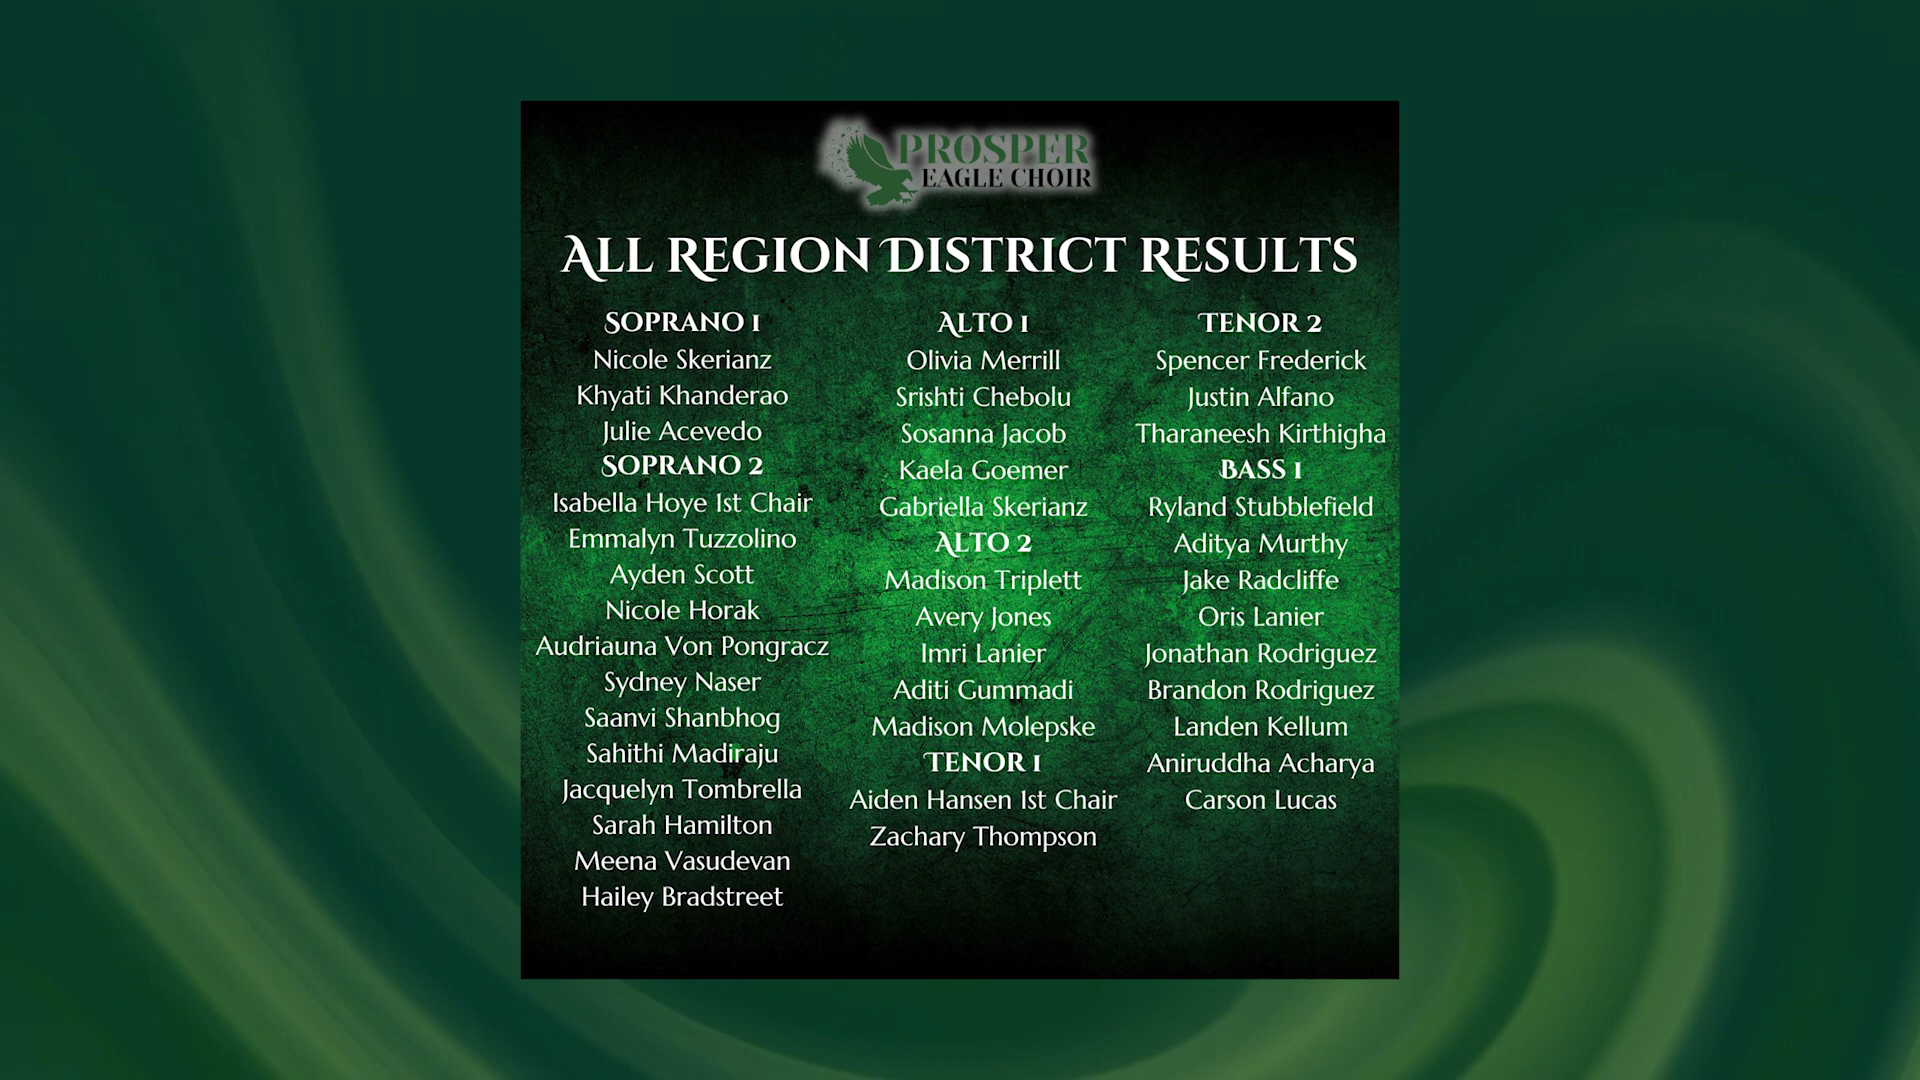 PROSPER
EAGLE CHOIR
ALL REGION DISTRICT RESULTS
SOPRANO 1
Nicole Skerianz
Khyati Khanderao
Julie Acevedo
SOPRANO 2
Isabella Hoye 1st Chair
Emmalyn Tuzzolino
Ayden Scott
Nicole Horak
Audriauna Von Pongracz
Sydney Naser
Saanvi Shanbhog
Sahithi Madiraju
Jacquelyn Tombrella
Sarah Hamilton
Meena Vasudevan
Hailey Bradstreet
ALTO 1
Olivia Merrill
Srishti Chebolu
Sosanna Jacob
Kaela Goemer
Gabriella Skerianz
ALTO 2
Madison Triplett
Avery Jones
Imri Lanier
Aditi Gummadi
Madison Molepske
TENOR 1
Aiden Hansen 1st Chair
Zachary Thompson
TENOR 2
Spencer Frederick
Justin Alfano
Tharaneesh Kirthigha
BASS 1
Ryland Stubblefield
Aditya Murthy
Jake Radcliffe
Oris Lanier
Jonathan Rodriguez
Brandon Rodriguez
Landen Kellum
Aniruddha Acharya
Carson Lucas